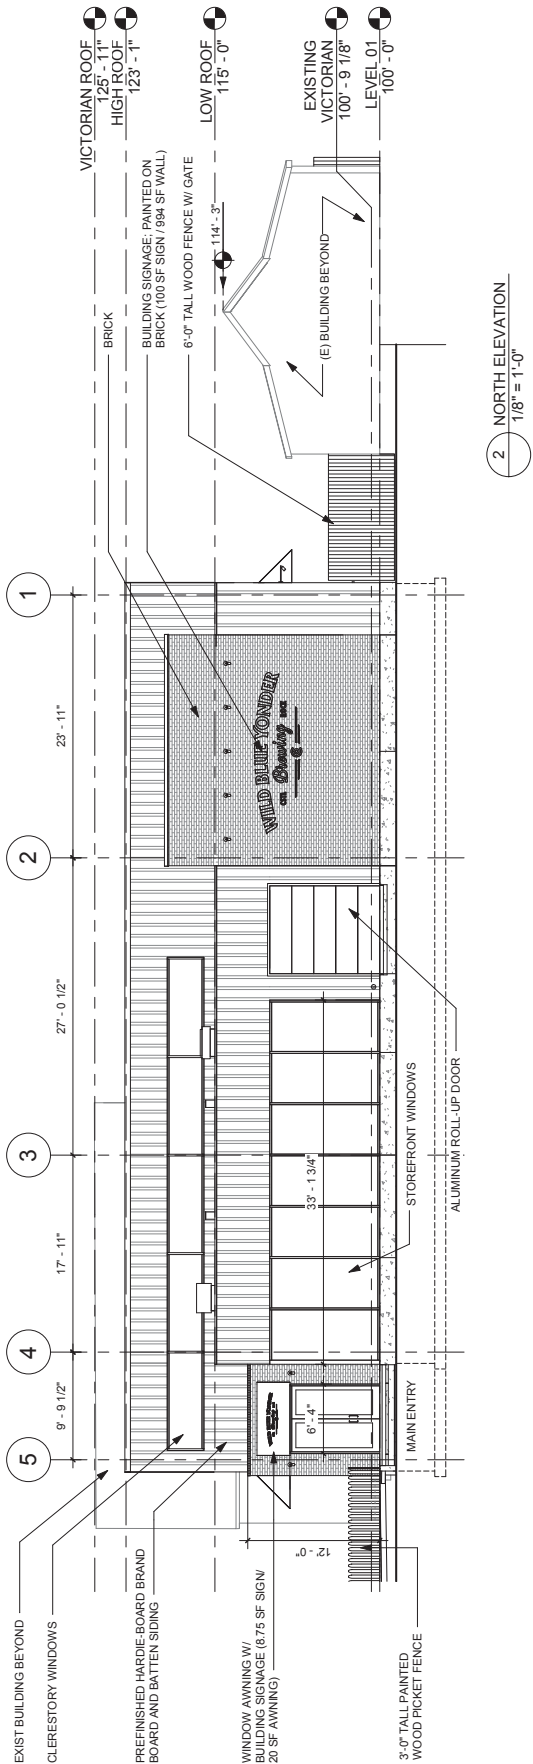 EXIST BUILDING BEYOND
CLERESTORY WINDOWS
PREFINISHED HARDIE-BOARD BRAND
BOARD AND BATTEN SIDING
WINDOW AWNING W/
BUILDING SIGNAGE (8.75 SF SIGN/
20 SF AWNING)
3'-0" TALL PAINTED
WOOD PICKET FENCE
5
9' - 9 1/2"
4
17' - 11"
3
27' - 0 1/2"
2
23' - 11"
1
12' - 0"
6' - 4"
33' - 1 3/4"
MAIN ENTRY
STOREFRONT WINDOWS
ALUMINUM ROLL-UP DOOR
WILD BLUE YONDER
Brewing
BRICK
BUILDING SIGNAGE; PAINTED ON
BRICK (100 SF SIGN / 994 SF WALL)
6'-0" TALL WOOD FENCE W/ GATE
114' - 3"
(E) BUILDING BEYOND
VICTORIAN ROOF
125' - 11"
HIGH ROOF
123' - 1"
LOW ROOF
115' - 0"
EXISTING
VICTORIAN
100' - 9 1/8"
LEVEL 01
100' - 0"
2
NORTH ELEVATION
1/8" = 1'-0"